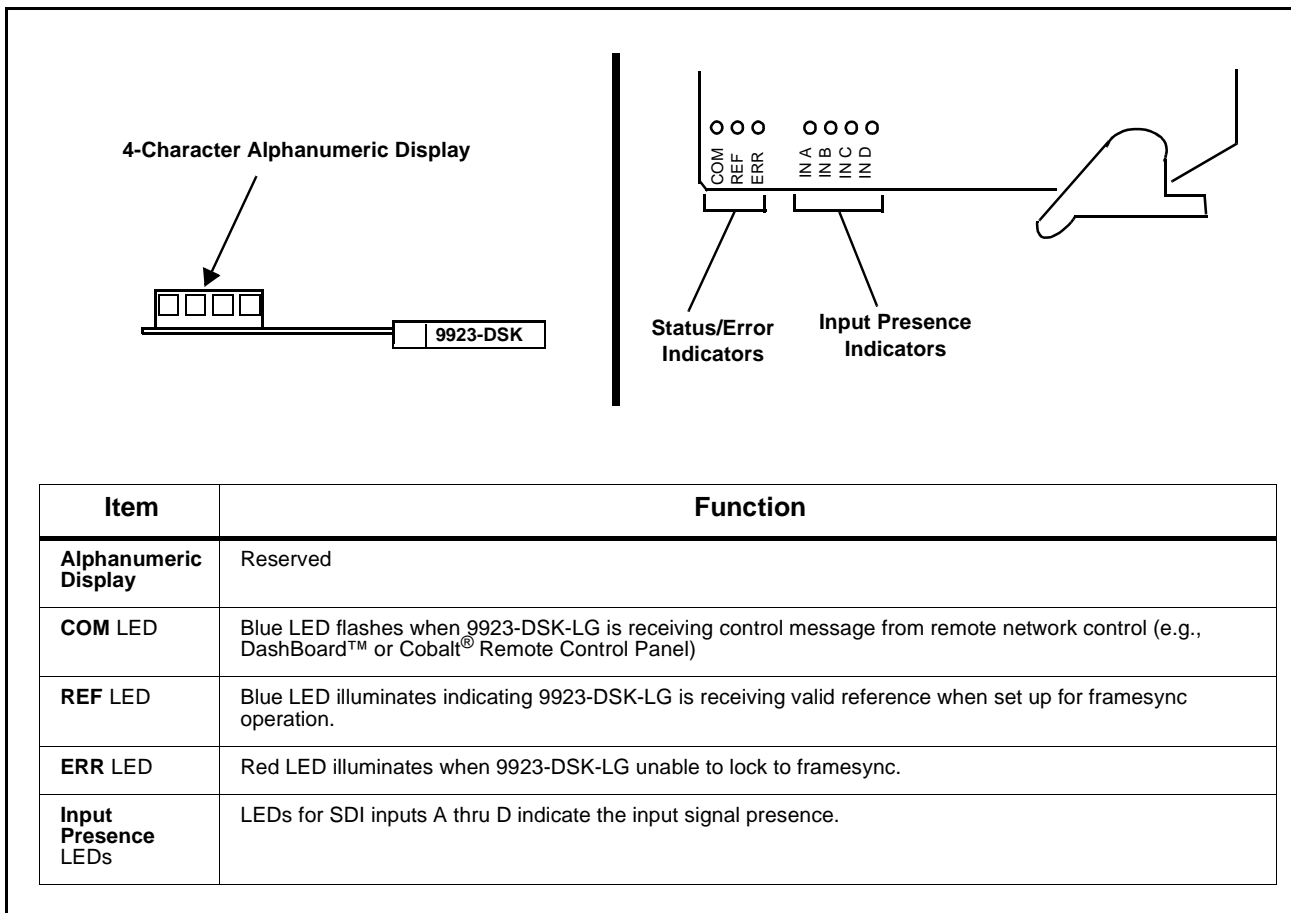 4-Character Alphanumeric Display
9923-DSK
COM
REF
ERR
IN A
IN B
IN C
IN D
Status/Error
Indicators
Input Presence
Indicators
Item
Function
Alphanumeric
Display
Reserved
COM LED
Blue LED flashes when 9923-DSK-LG is receiving control message from remote network control (e.g.,
DashBoard™ or Cobalt® Remote Control Panel)
REF LED
Blue LED illuminates indicating 9923-DSK-LG is receiving valid reference when set up for framesync
operation.
ERR LED
Red LED illuminates when 9923-DSK-LG unable to lock to framesync.
Input
Presence
LEDs
LEDs for SDI inputs A thru D indicate the input signal presence.